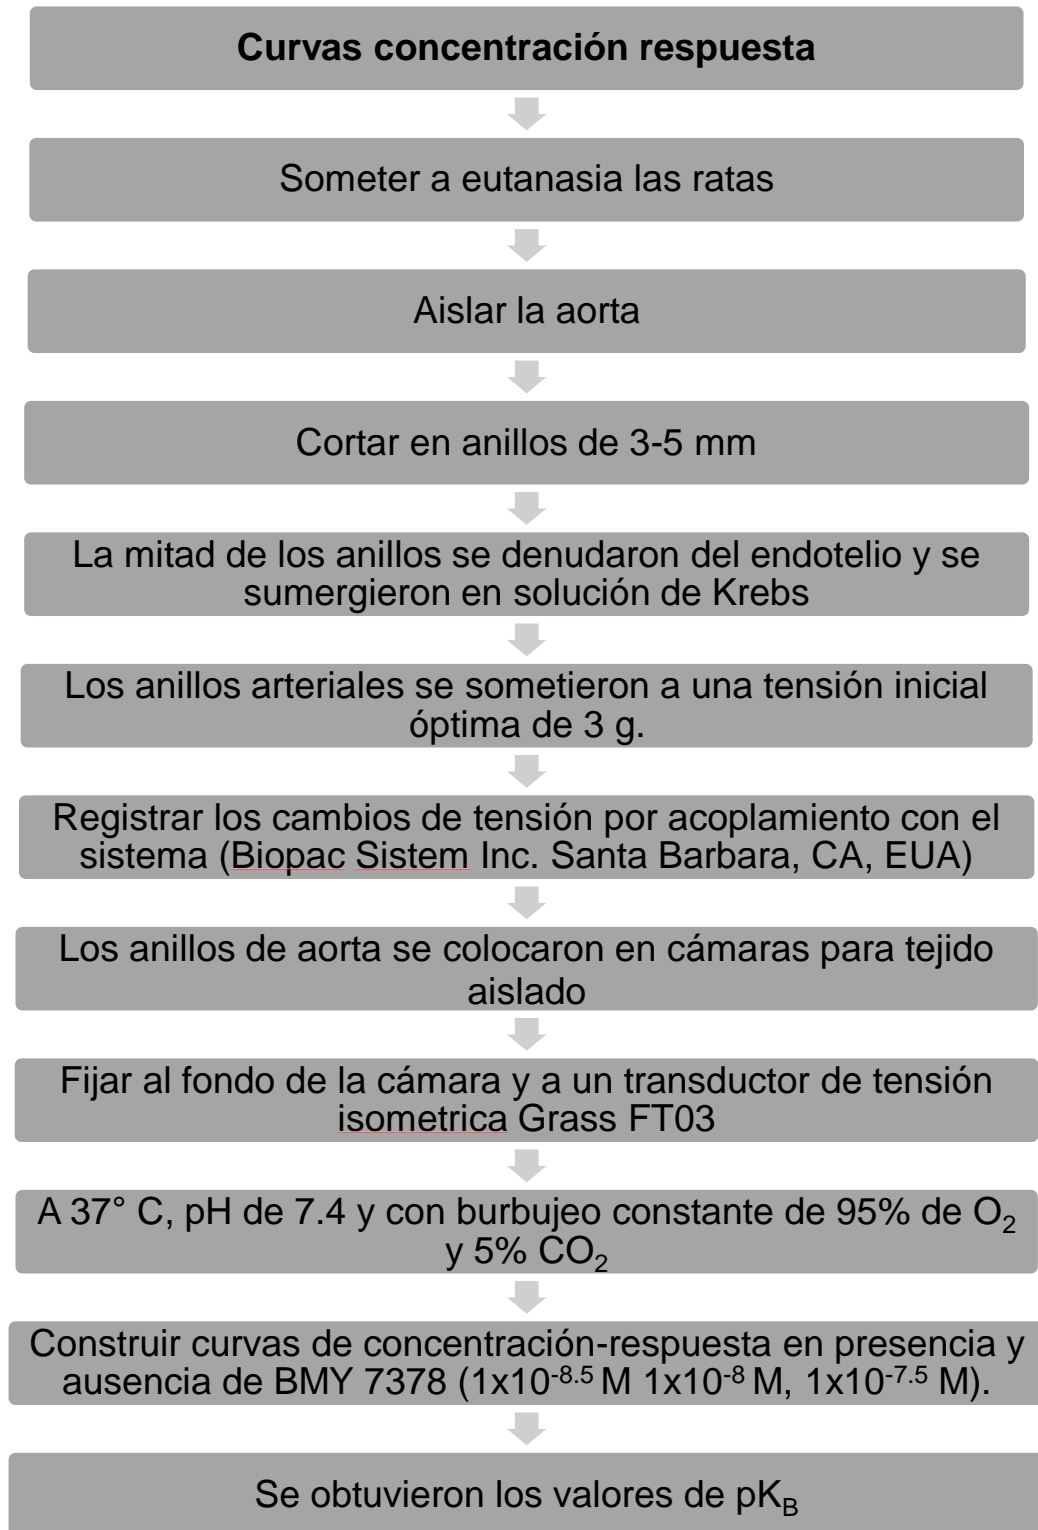 Curvas concentración respuesta
Someter a eutanasia las ratas
Aislar la aorta
Cortar en anillos de 3-5 mm
La mitad de los anillos se denudaron del endotelio y se
sumergieron en solución de Krebs
Los anillos arteriales se sometieron a una tensión inicial
óptima de 3 g.
Registrar los cambios de tensión por acoplamiento con el
sistema (Biopac Sistem Inc. Santa Barbara, CA, EUA)
Los anillos de aorta se colocaron en cámaras para tejido
aislado
Fijar al fondo de la cámara y a un transductor de tensión
isometrica Grass FT03
A 37° C, pH de 7.4 y con burbujeo constante de 95% de O₂
y 5% CO₂
Construir curvas de concentración-respuesta en presencia y
ausencia de BMY 7378 (1x10⁻⁸·⁵ M 1x10⁻⁸ M, 1x10⁻⁷·⁵ M).
Se obtuvieron los valores de pK_B